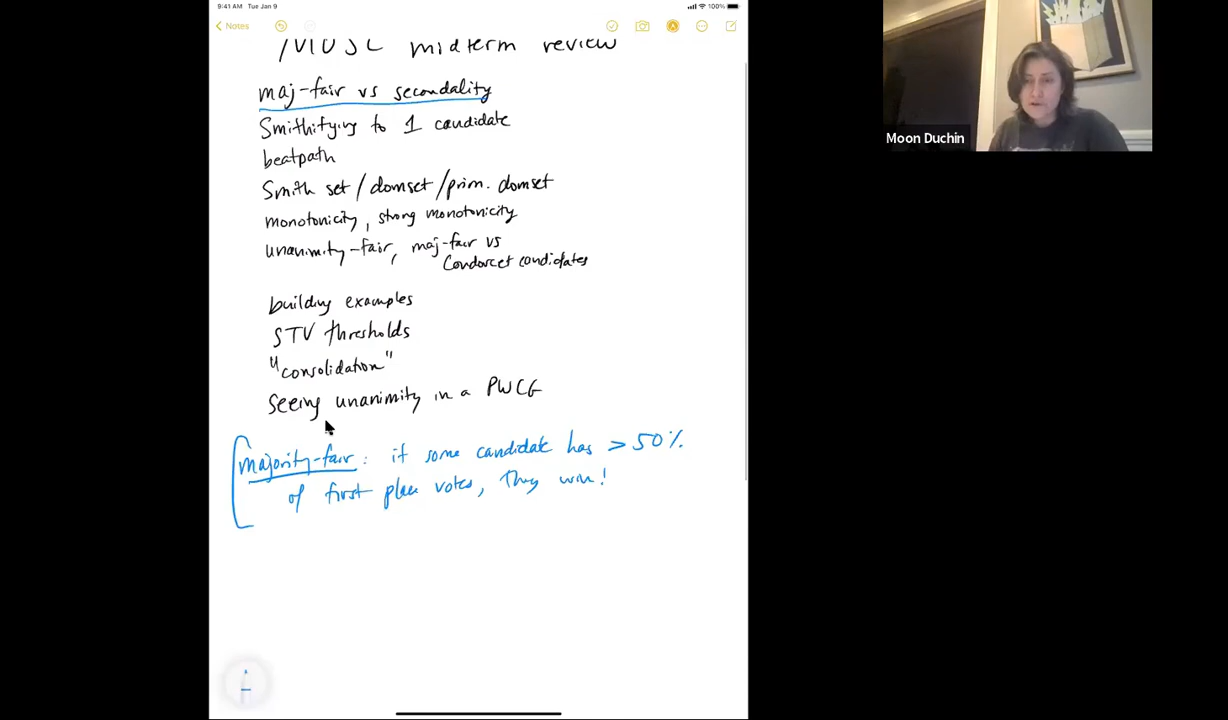 9:41 AM Tue Jan 9
100%
Notes
midterm review
maj-fair vs secondality
Smithifying to 1 candidate
beatpath
Smith set / domset / prim. domset
monotonicity, strong monotonicity
unanimity-fair, maj-fair vs
Condorcet candidates
building examples
STV thresholds
"consolidation"
Seeing unanimity in a PWCG
majority-fair: if some candidate has > 50%
of first place votes, they win!
Moon Duchin